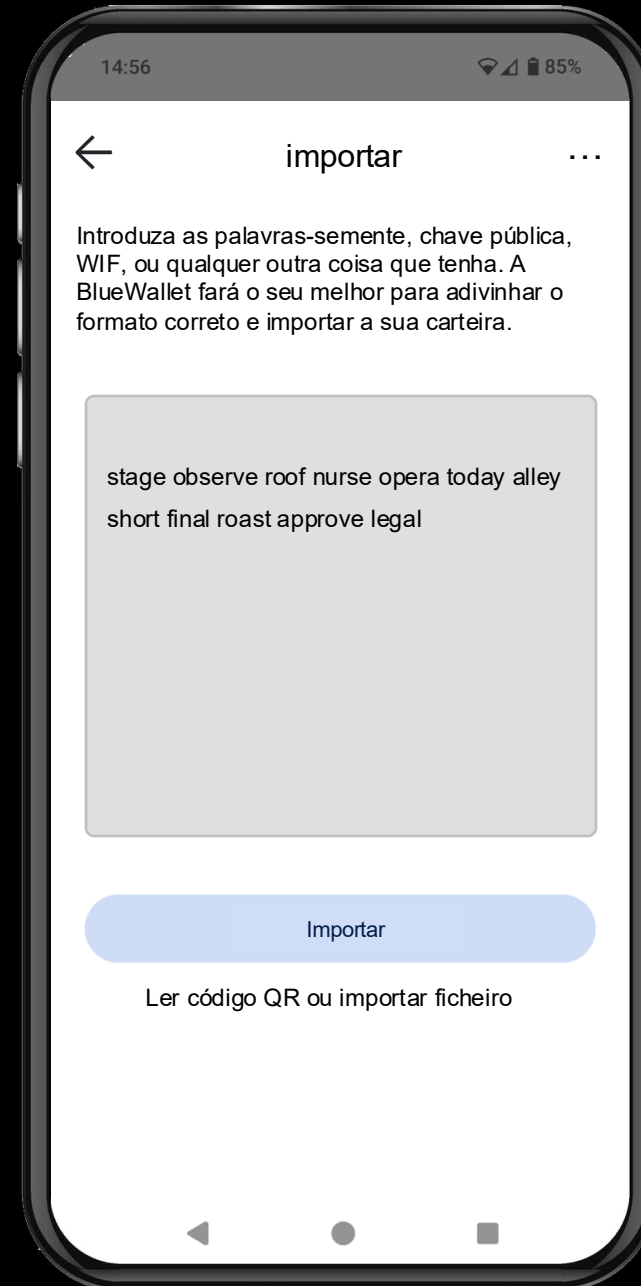 14:56
85%
importar
...
Introduza as palavras-semente, chave pública,
WIF, ou qualquer outra coisa que tenha. A
BlueWallet fará o seu melhor para adivinhar o
formato correto e importar a sua carteira.
stage observe roof nurse opera today alley
short final roast approve legal
Importar
Ler código QR ou importar ficheiro